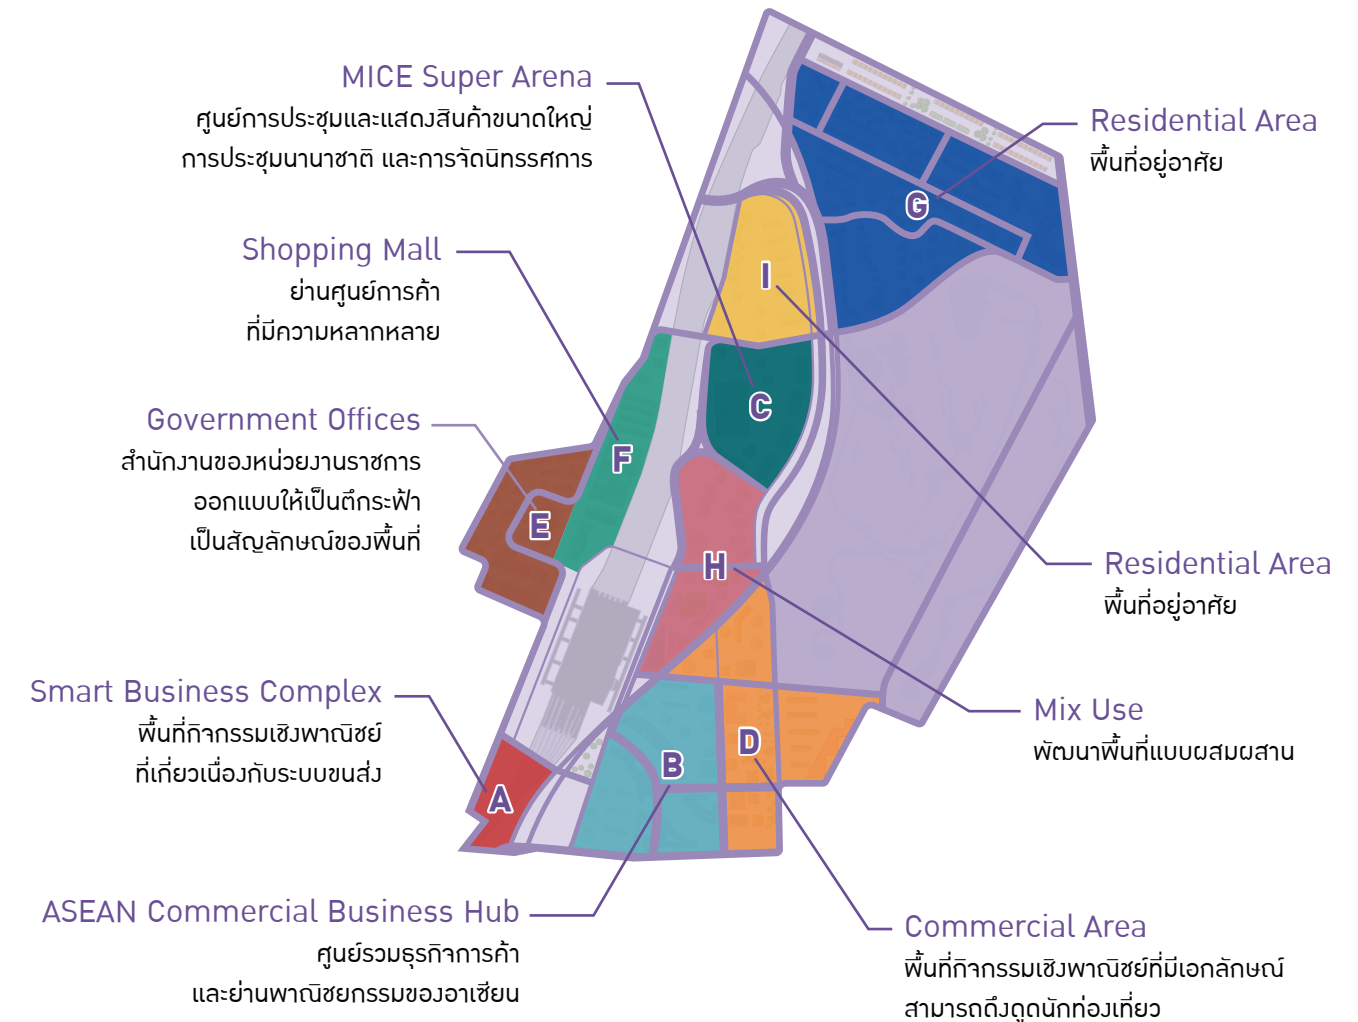 MICE Super Arena
ศูนย์การประชุมและแสดงสินค้าขนาดใหญ่
การประชุมนานาชาติ และการจัดนิทรรศการ
Residential Area
พื้นที่อยู่อาศัย
G
Shopping Mall
ย่านศูนย์การค้า
ที่มีความหลากหลาย
I
C
Government Offices
สำนักงานของหน่วยงานราชการ
ออกแบบให้เป็นตึกระฟ้า
เป็นสัญลักษณ์ของพื้นที่
F
E
H
Residential Area
พื้นที่อยู่อาศัย
Smart Business Complex
พื้นที่กิจกรรมเชิงพาณิชย์
ที่เกี่ยวเนื่องกับระบบขนส่ง
Mix Use
พัฒนาพื้นที่แบบผสมผสาน
D
B
A
ASEAN Commercial Business Hub
ศูนย์รวมธุรกิจการค้า
และย่านพาณิชยกรรมของอาเซียน
Commercial Area
พื้นที่กิจกรรมเชิงพาณิชย์ที่มีเอกลักษณ์
สามารถดึงดูดนักท่องเที่ยว